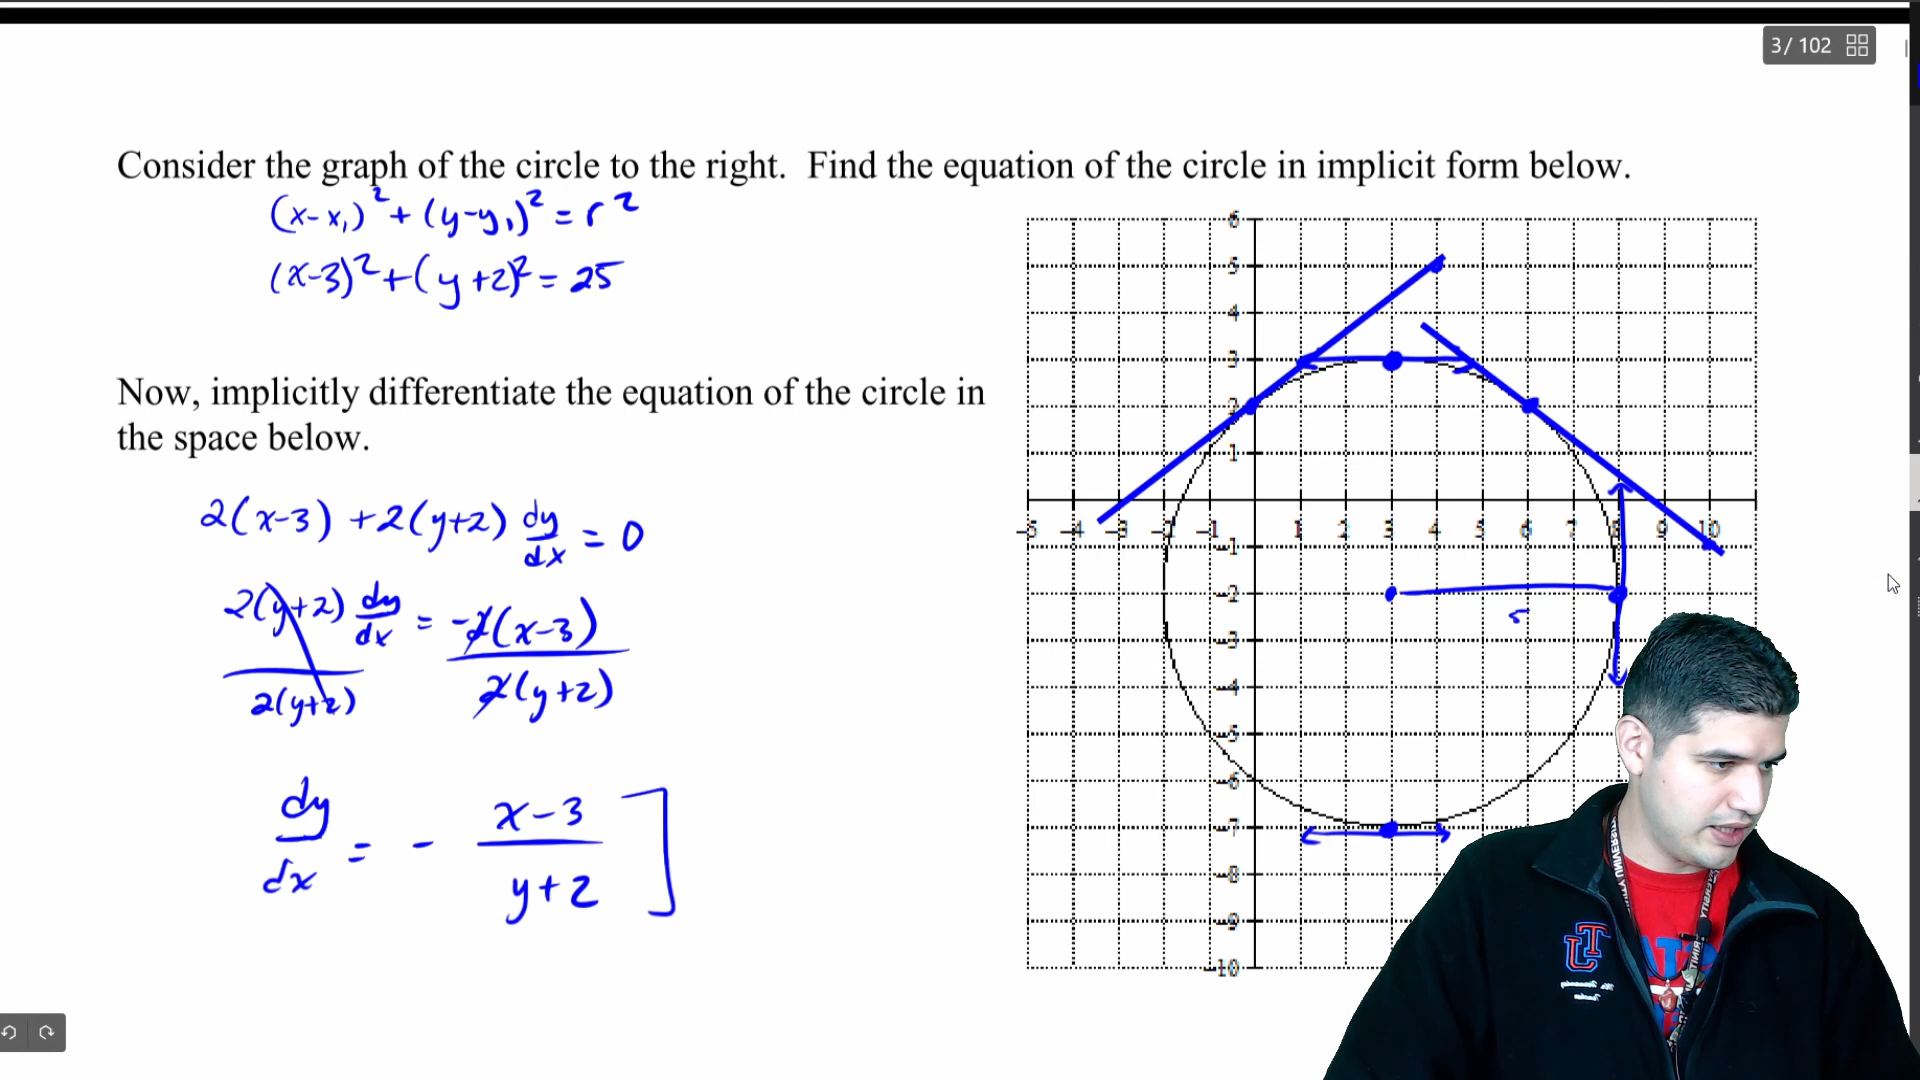 3 / 102
Consider the graph of the circle to the right. Find the equation of the circle in implicit form below.
(x-x₁)² + (y-y₁)² = r²
(x-3)² + (y+2)² = 25
Now, implicitly differentiate the equation of the circle in
the space below.
2(x-3) + 2(y+2) dy/dx = 0
2(y+2) dy/dx = -2(x-3)
2(y+2) 2(y+2)
dy/dx = - x-3/y+2 ]
6
5
4
3
2
1
-5 -4 -3 -2 -1 1 2 3 4 5 6 7 8 9 10
-1
-2
5
-3
-4
-5
-6
-7
-8
-9
-10
UT